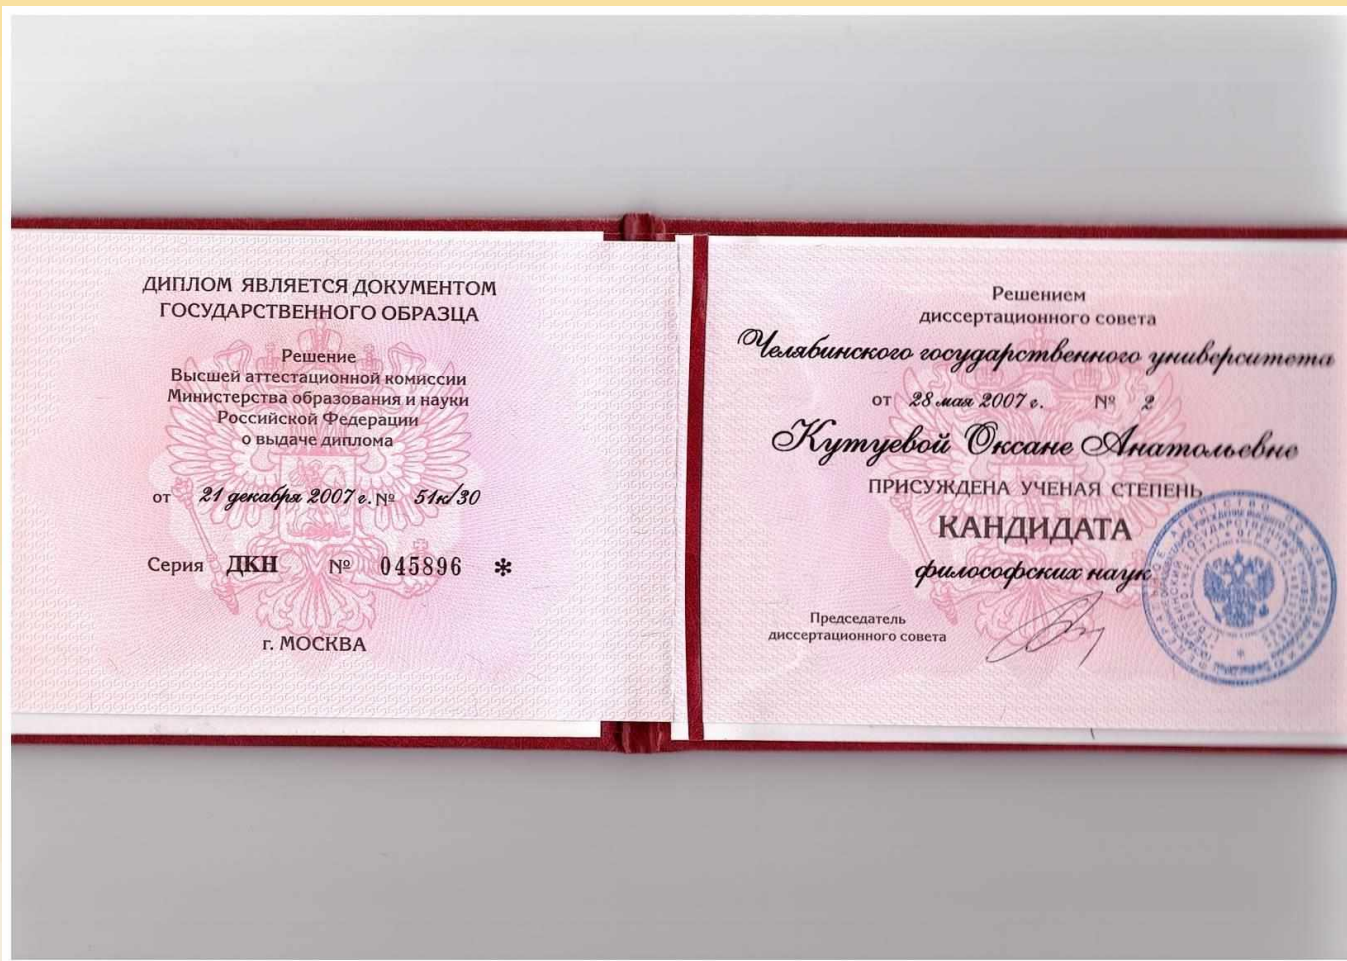 ДИПЛОМ ЯВЛЯЕТСЯ ДОКУМЕНТОМ
ГОСУДАРСТВЕННОГО ОБРАЗЦА
Решение
Высшей аттестационной комиссии
Министерства образования и науки
Российской Федерации
о выдаче диплома
от 21 декабря 2007 г. № 51к/30
Серия ДКН № 045896 *
г. МОСКВА
Решением
диссертационного совета
Челябинского государственного университета
от 28 мая 2007 г. № 2
Кутуевой Оксане Анатольевне
ПРИСУЖДЕНА УЧЕНАЯ СТЕПЕНЬ
КАНДИДАТА
философских наук
Председатель
диссертационного совета